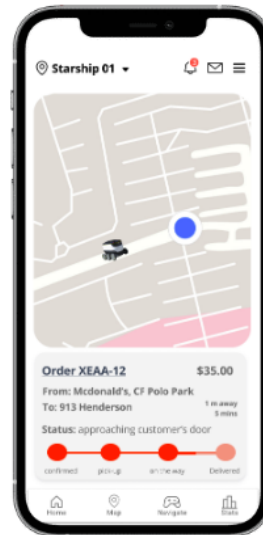 Starship 01
3
Order XEAA-12 $35.00
From: Mcdonald's, CF Polo Park
To: 913 Henderson
1 m away
5 mins
Status: approaching customer's door
confirmed pick-up on the way Delivered
Home Map Navigate Stats